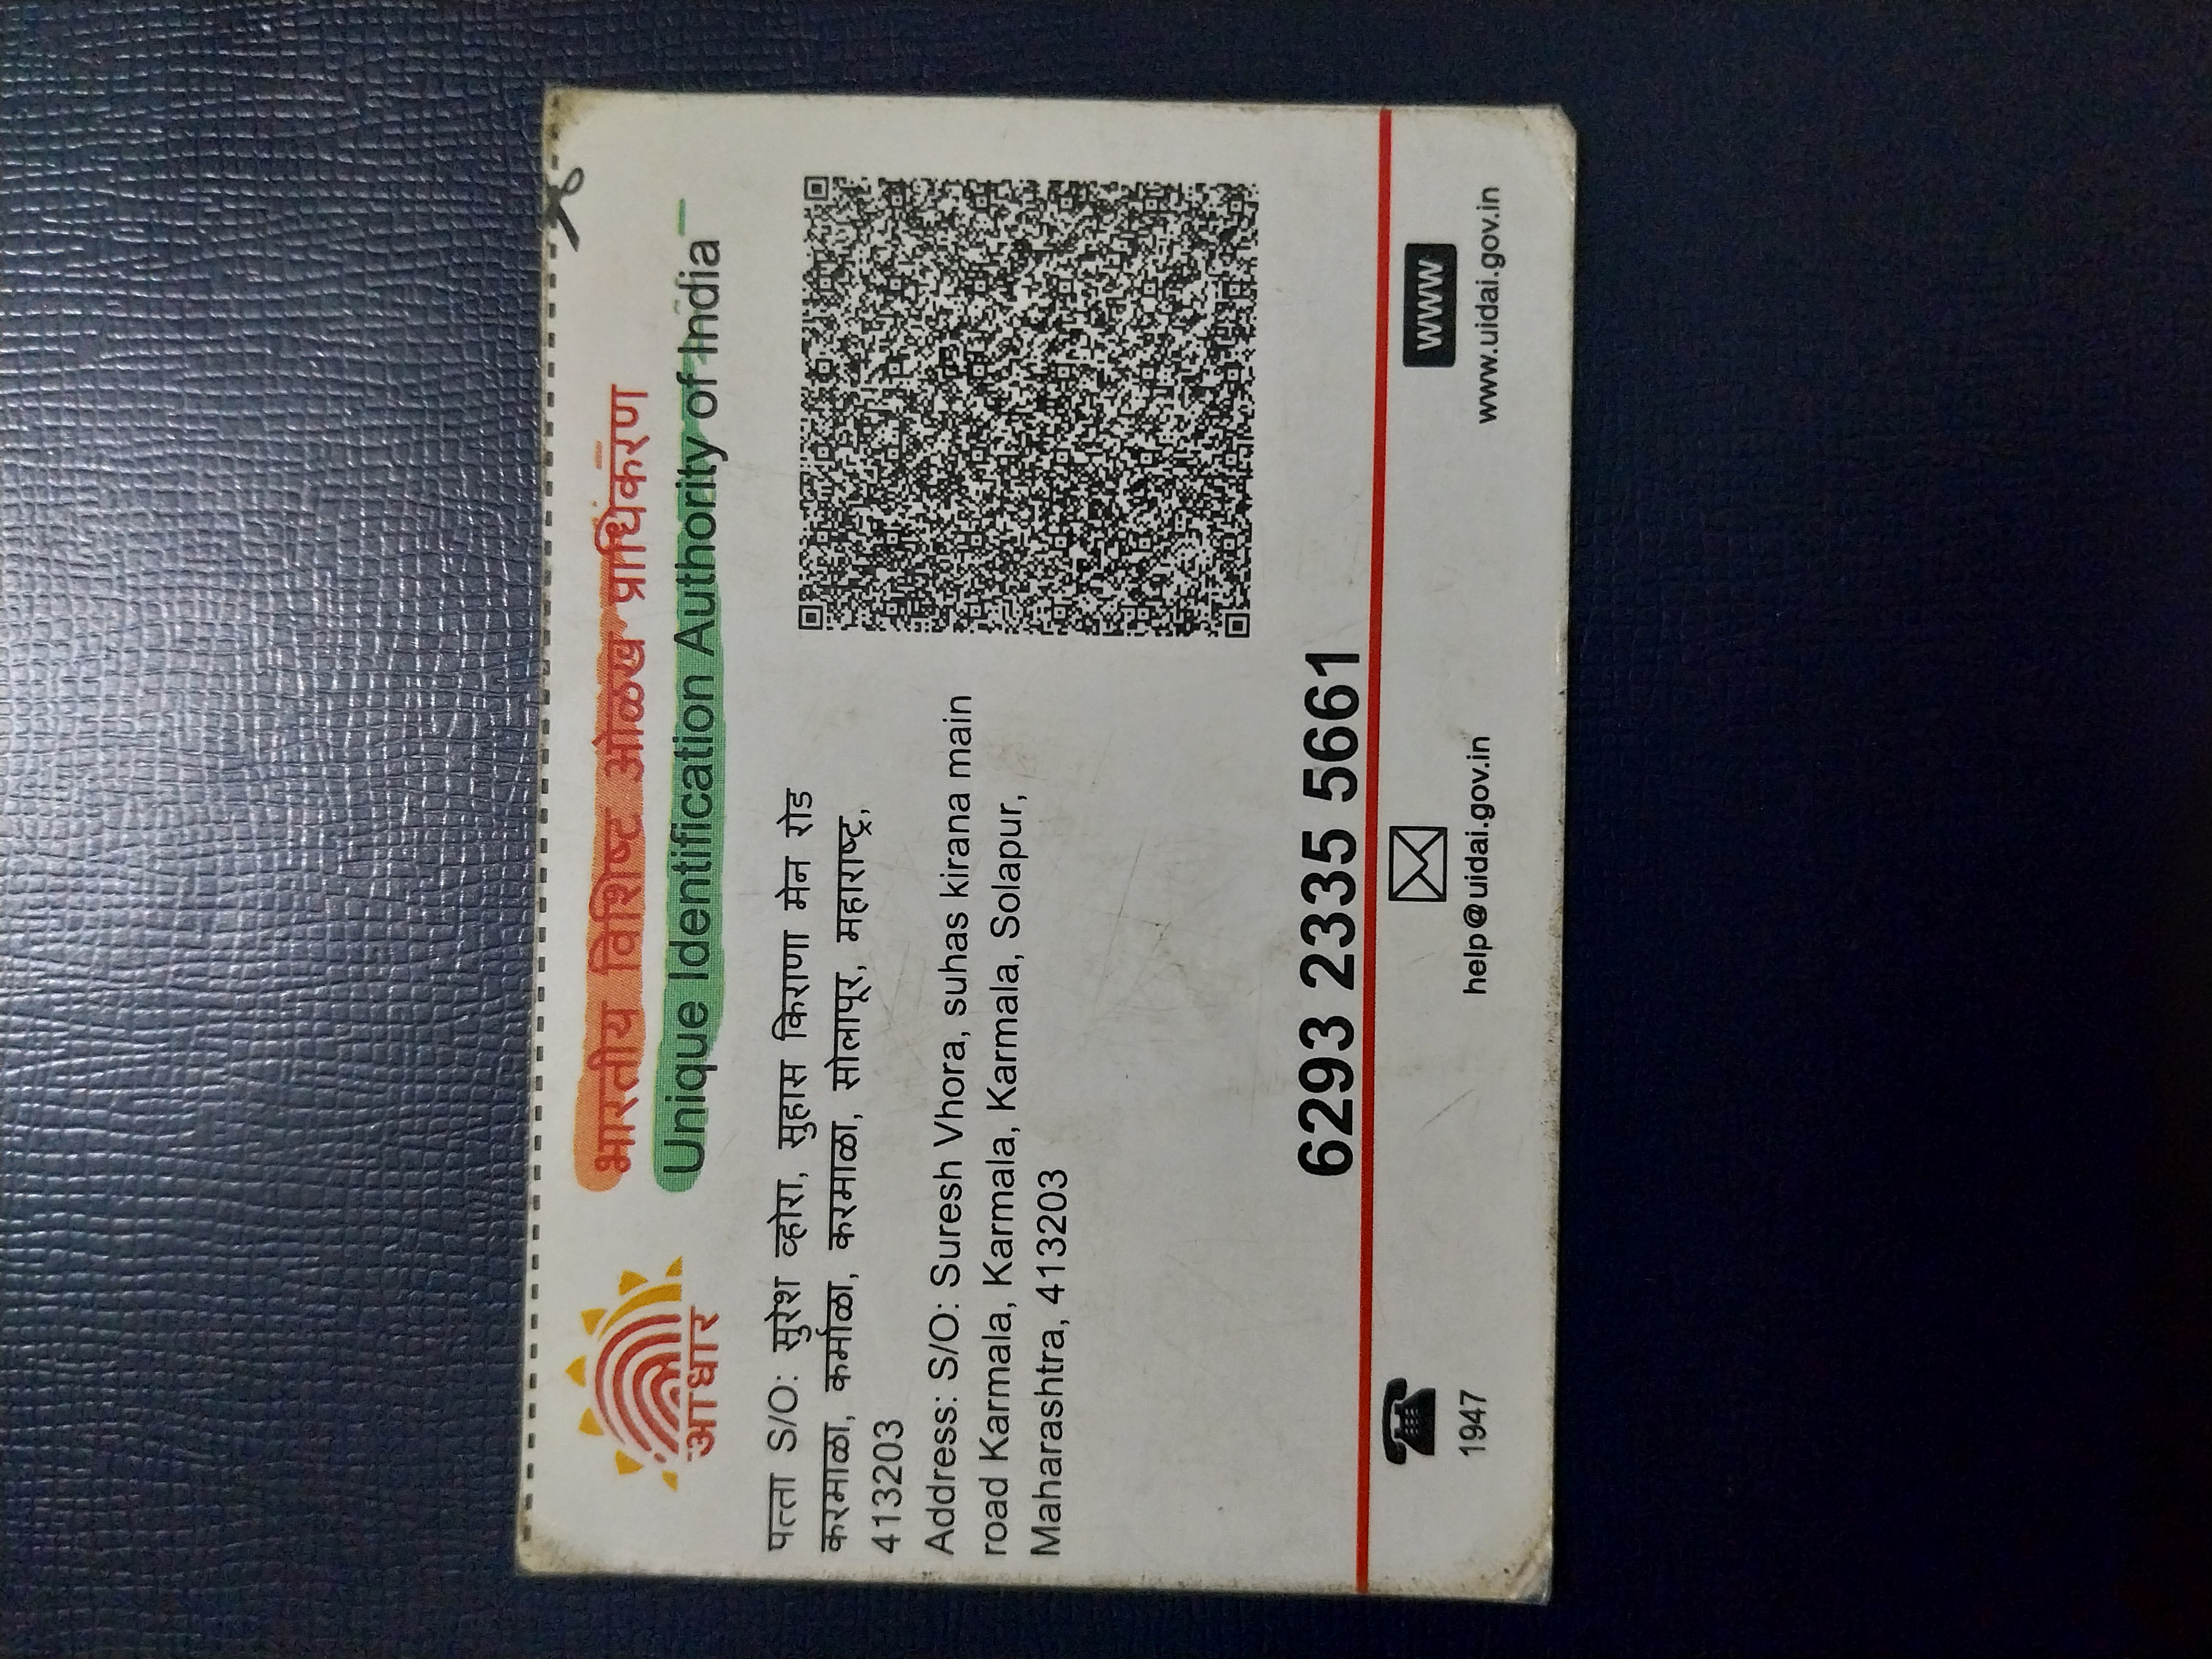 आधार
भारतीय विशिष्ट ओळख प्राधिकरण
Unique Identification Authority of India
पत्ता S/O: सुरेश व्होरा, सुहास किराणा मेन रोड
करमाळा, कर्माळा, करमाळा, सोलापूर, महाराष्ट्र,
413203
Address: S/O: Suresh Vhora, suhas kirana main
road Karmala, Karmala, Karmala, Solapur,
Maharashtra, 413203
6293 2335 5661
1947
help@uidai.gov.in
www
www.uidai.gov.in